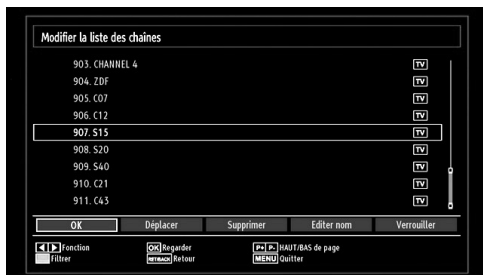 Modifier la liste des chaînes
903. CHANNEL 4 TV
904. ZDF TV
905. C07 TV
906. C12 TV
907. S15 TV
908. S20 TV
909. S40 TV
910. C21 TV
911. C43 TV
OK Déplacer Supprimer Editer nom Verrouiller
Fonction OK Regarder P+ P- HAUT/BAS de page
Filtrer RET/BACK Retour MENU Quitter